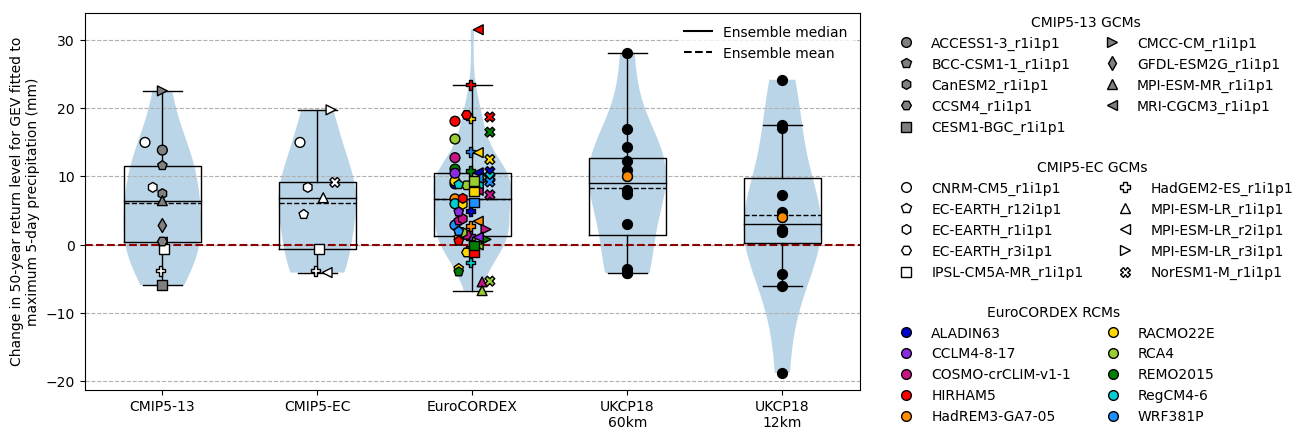 Change in 50-year return level for GEV fitted to
maximum 5-day precipitation (mm)
30
20
10
0
−10
−20
Ensemble median
Ensemble mean
CMIP5-13
CMIP5-EC
EuroCORDEX
UKCP18
60km
UKCP18
12km
CMIP5-13 GCMs
ACCESS1-3_r1i1p1
BCC-CSM1-1_r1i1p1
CanESM2_r1i1p1
CCSM4_r1i1p1
CESM1-BGC_r1i1p1
CMCC-CM_r1i1p1
GFDL-ESM2G_r1i1p1
MPI-ESM-MR_r1i1p1
MRI-CGCM3_r1i1p1
CMIP5-EC GCMs
CNRM-CM5_r1i1p1
EC-EARTH_r12i1p1
EC-EARTH_r1i1p1
EC-EARTH_r3i1p1
IPSL-CM5A-MR_r1i1p1
HadGEM2-ES_r1i1p1
MPI-ESM-LR_r1i1p1
MPI-ESM-LR_r2i1p1
MPI-ESM-LR_r3i1p1
NorESM1-M_r1i1p1
EuroCORDEX RCMs
ALADIN63
CCLM4-8-17
COSMO-crCLIM-v1-1
HIRHAM5
HadREM3-GA7-05
RACMO22E
RCA4
REMO2015
RegCM4-6
WRF381P